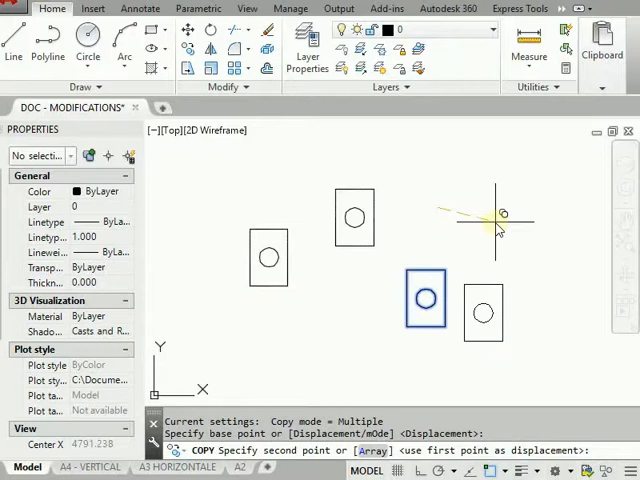 Home Insert Annotate Parametric View Manage Output Add-ins Autodesk 360 Express Tools
Line Polyline Circle Arc Layer Properties 0 Measure Clipboard
Draw Modify Layers Utilities
DOC - MODIFICATIONS*
PROPERTIES
[−][Top][2D Wireframe]
No selecti...
General
Color ByLayer
Layer 0
Linetype ByLa...
Linetyp... 1.000
Linewei... ByLa...
Transp... ByLayer
Thickness 0.000
3D Visualization
Material ByLayer
Shado... Casts and R...
Plot style
Plot style ByColor
Plot sty... C:\Docume...
Plot ta... Model
Plot ta... Not available
View
Center X 4791.238
Y
X
Current settings: Copy mode = Multiple
Specify base point or [Displacement/mOde] <Displacement>:
COPY Specify second point or [Array] <use first point as displacement>:
Model A4 - VERTICAL A3 HORIZONTALE A2 MODEL